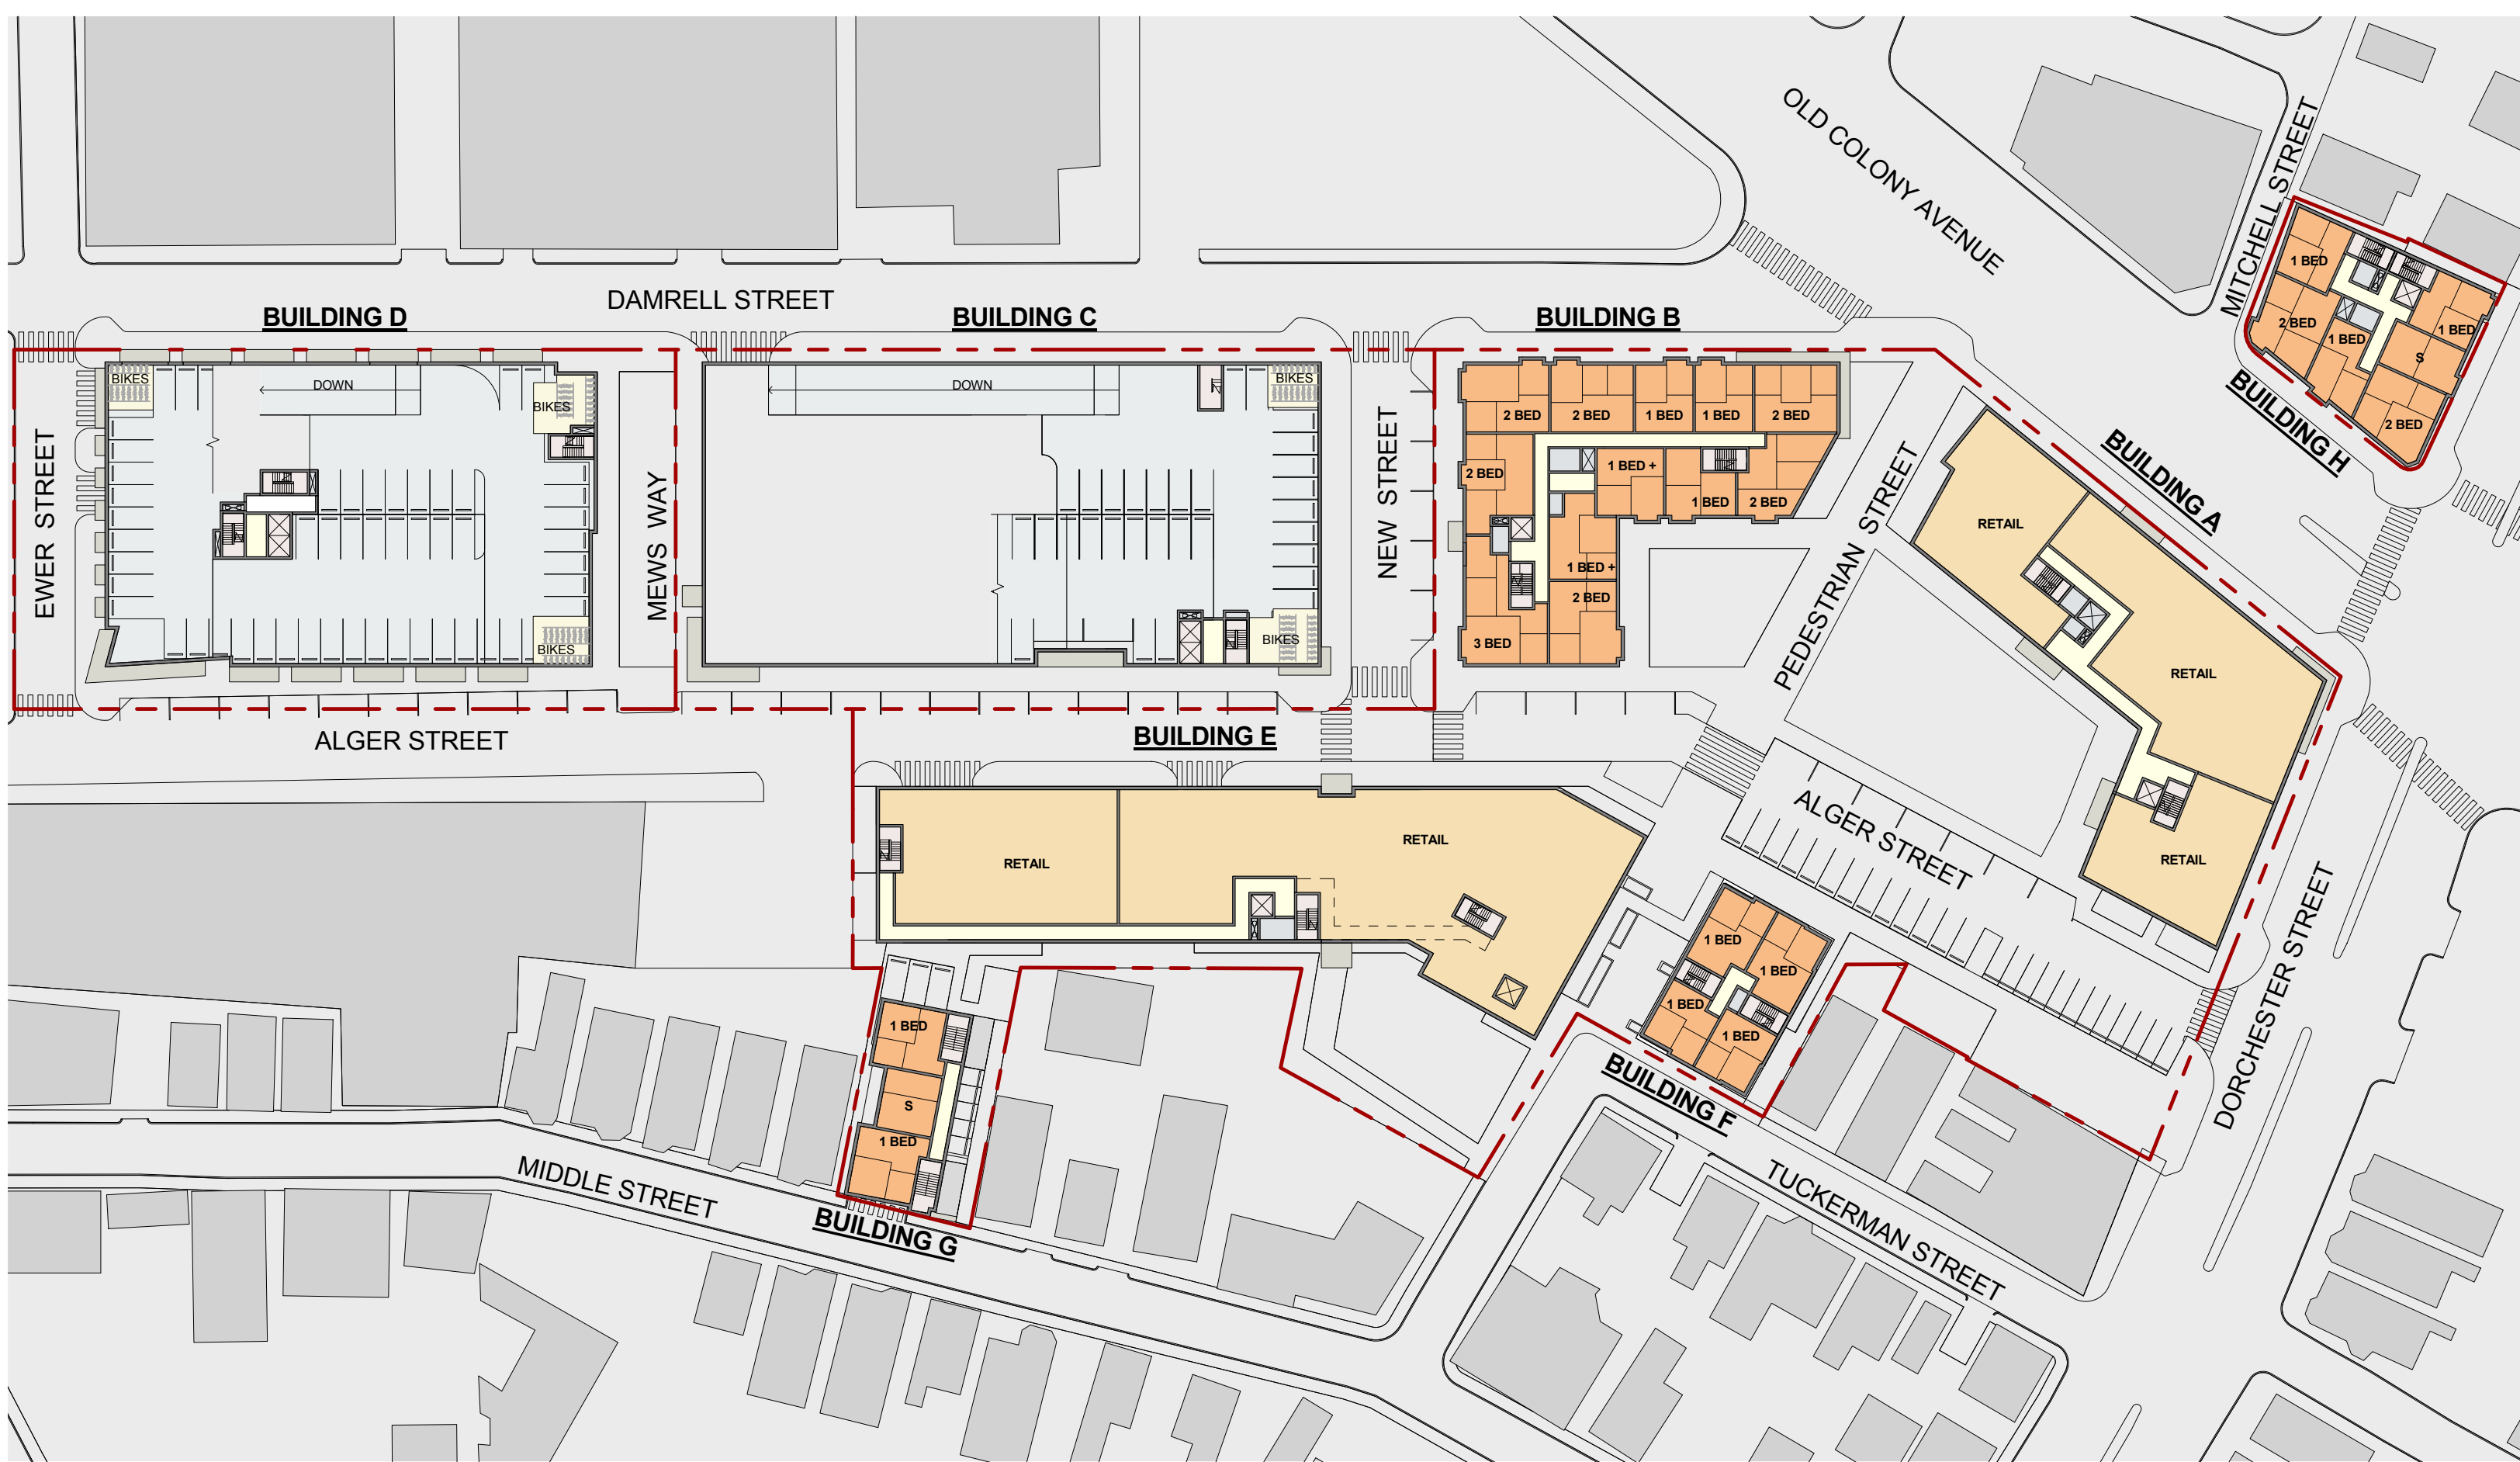 OLD COLONY AVENUE
MITCHELL STREET
DAMRELL STREET
BUILDING D
BUILDING C
BUILDING B
BUILDING A
BUILDING H
1 BED
2 BED
1 BED
1 BED
S
2 BED
BIKES
DOWN
BIKES
BIKES
DOWN
BIKES
BIKES
2 BED
2 BED
1 BED
1 BED
2 BED
2 BED
1 BED +
1 BED
2 BED
1 BED +
2 BED
3 BED
EWER STREET
MEWS WAY
NEW STREET
PEDESTRIAN STREET
RETAIL
RETAIL
RETAIL
ALGER STREET
BUILDING E
ALGER STREET
RETAIL
RETAIL
DORCHESTER STREET
1 BED
1 BED
1 BED
1 BED
BUILDING F
1 BED
S
1 BED
BUILDING G
MIDDLE STREET
TUCKERMAN STREET